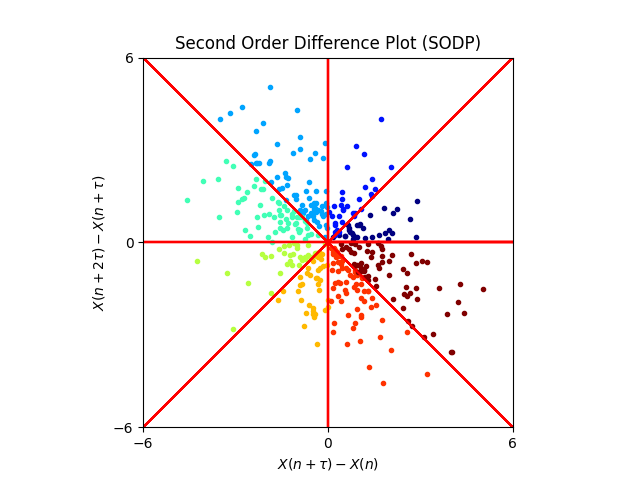 Second Order Difference Plot (SODP)
6
0
−6
X(n + 2τ) − X(n + τ)
−6 0 6
X(n + τ) − X(n)